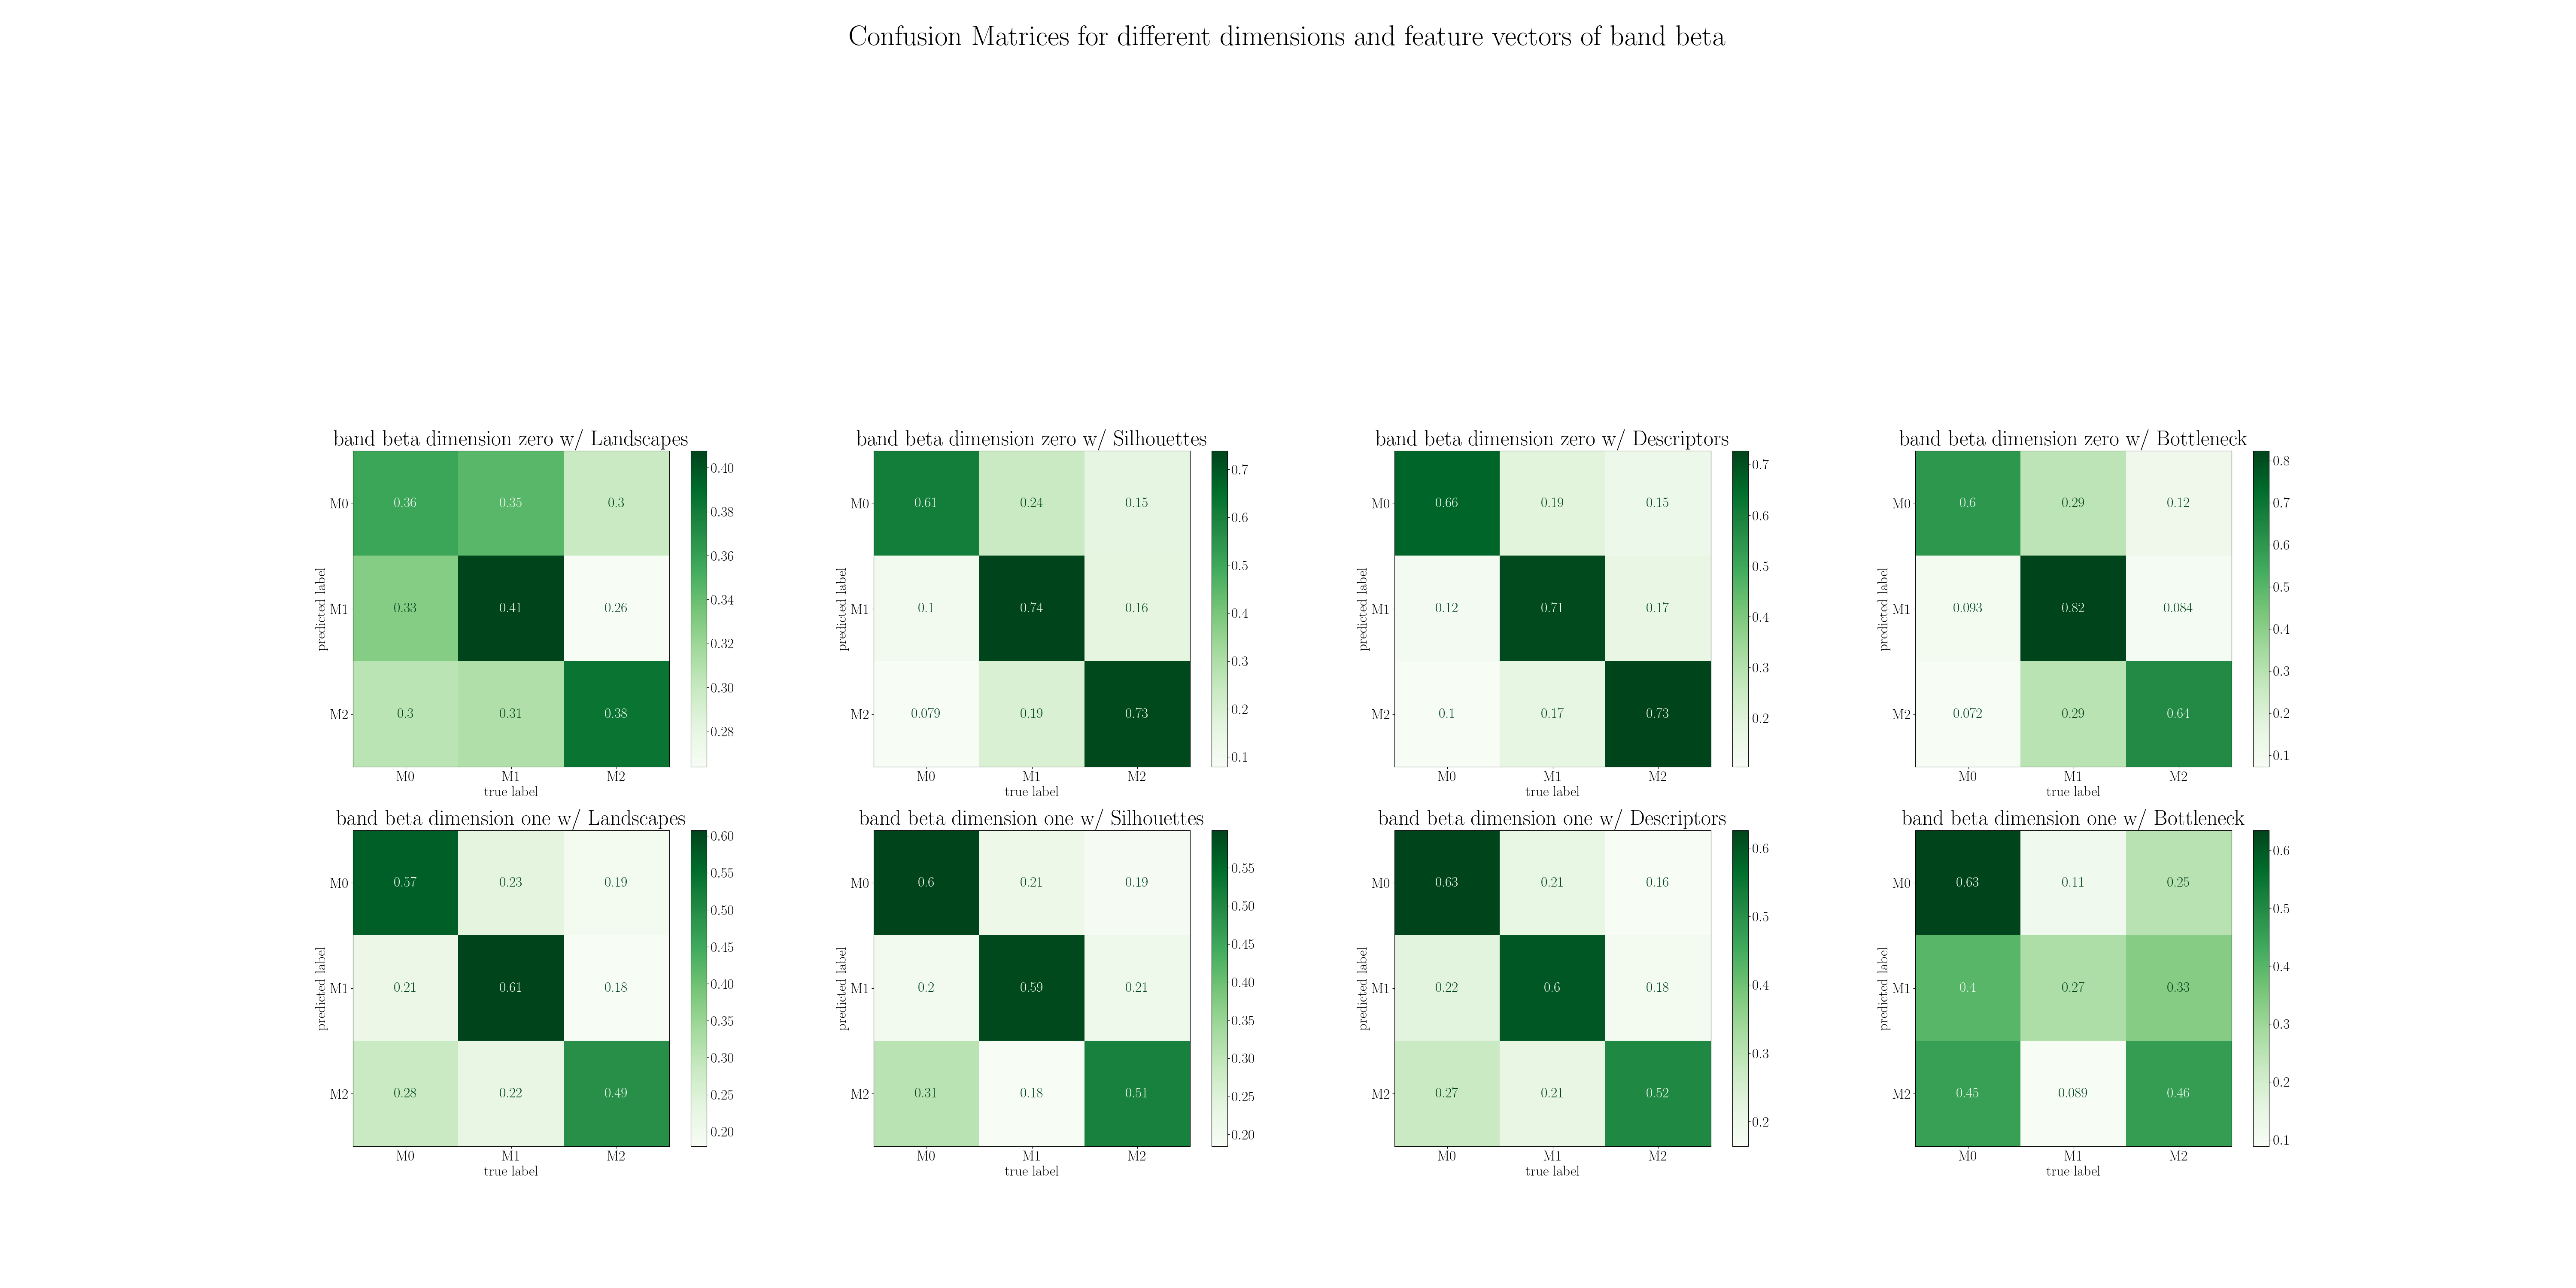 Confusion Matrices for different dimensions and feature vectors of band beta
band beta dimension zero w/ Landscapes
M0 0.36 0.35 0.3
M1 0.33 0.41 0.26
M2 0.3 0.31 0.38
M0 M1 M2
true label
predicted label
0.40
0.38
0.36
0.34
0.32
0.30
0.28
band beta dimension zero w/ Silhouettes
M0 0.61 0.24 0.15
M1 0.1 0.74 0.16
M2 0.079 0.19 0.73
M0 M1 M2
true label
predicted label
0.7
0.6
0.5
0.4
0.3
0.2
0.1
band beta dimension zero w/ Descriptors
M0 0.66 0.19 0.15
M1 0.12 0.71 0.17
M2 0.1 0.17 0.73
M0 M1 M2
true label
predicted label
0.7
0.6
0.5
0.4
0.3
0.2
band beta dimension zero w/ Bottleneck
M0 0.6 0.29 0.12
M1 0.093 0.82 0.084
M2 0.072 0.29 0.64
M0 M1 M2
true label
predicted label
0.8
0.7
0.6
0.5
0.4
0.3
0.2
0.1
band beta dimension one w/ Landscapes
M0 0.57 0.23 0.19
M1 0.21 0.61 0.18
M2 0.28 0.22 0.49
M0 M1 M2
true label
predicted label
0.60
0.55
0.50
0.45
0.40
0.35
0.30
0.25
0.20
band beta dimension one w/ Silhouettes
M0 0.6 0.21 0.19
M1 0.2 0.59 0.21
M2 0.31 0.18 0.51
M0 M1 M2
true label
predicted label
0.55
0.50
0.45
0.40
0.35
0.30
0.25
0.20
band beta dimension one w/ Descriptors
M0 0.63 0.21 0.16
M1 0.22 0.6 0.18
M2 0.27 0.21 0.52
M0 M1 M2
true label
predicted label
0.6
0.5
0.4
0.3
0.2
band beta dimension one w/ Bottleneck
M0 0.63 0.11 0.25
M1 0.4 0.27 0.33
M2 0.45 0.089 0.46
M0 M1 M2
true label
predicted label
0.6
0.5
0.4
0.3
0.2
0.1